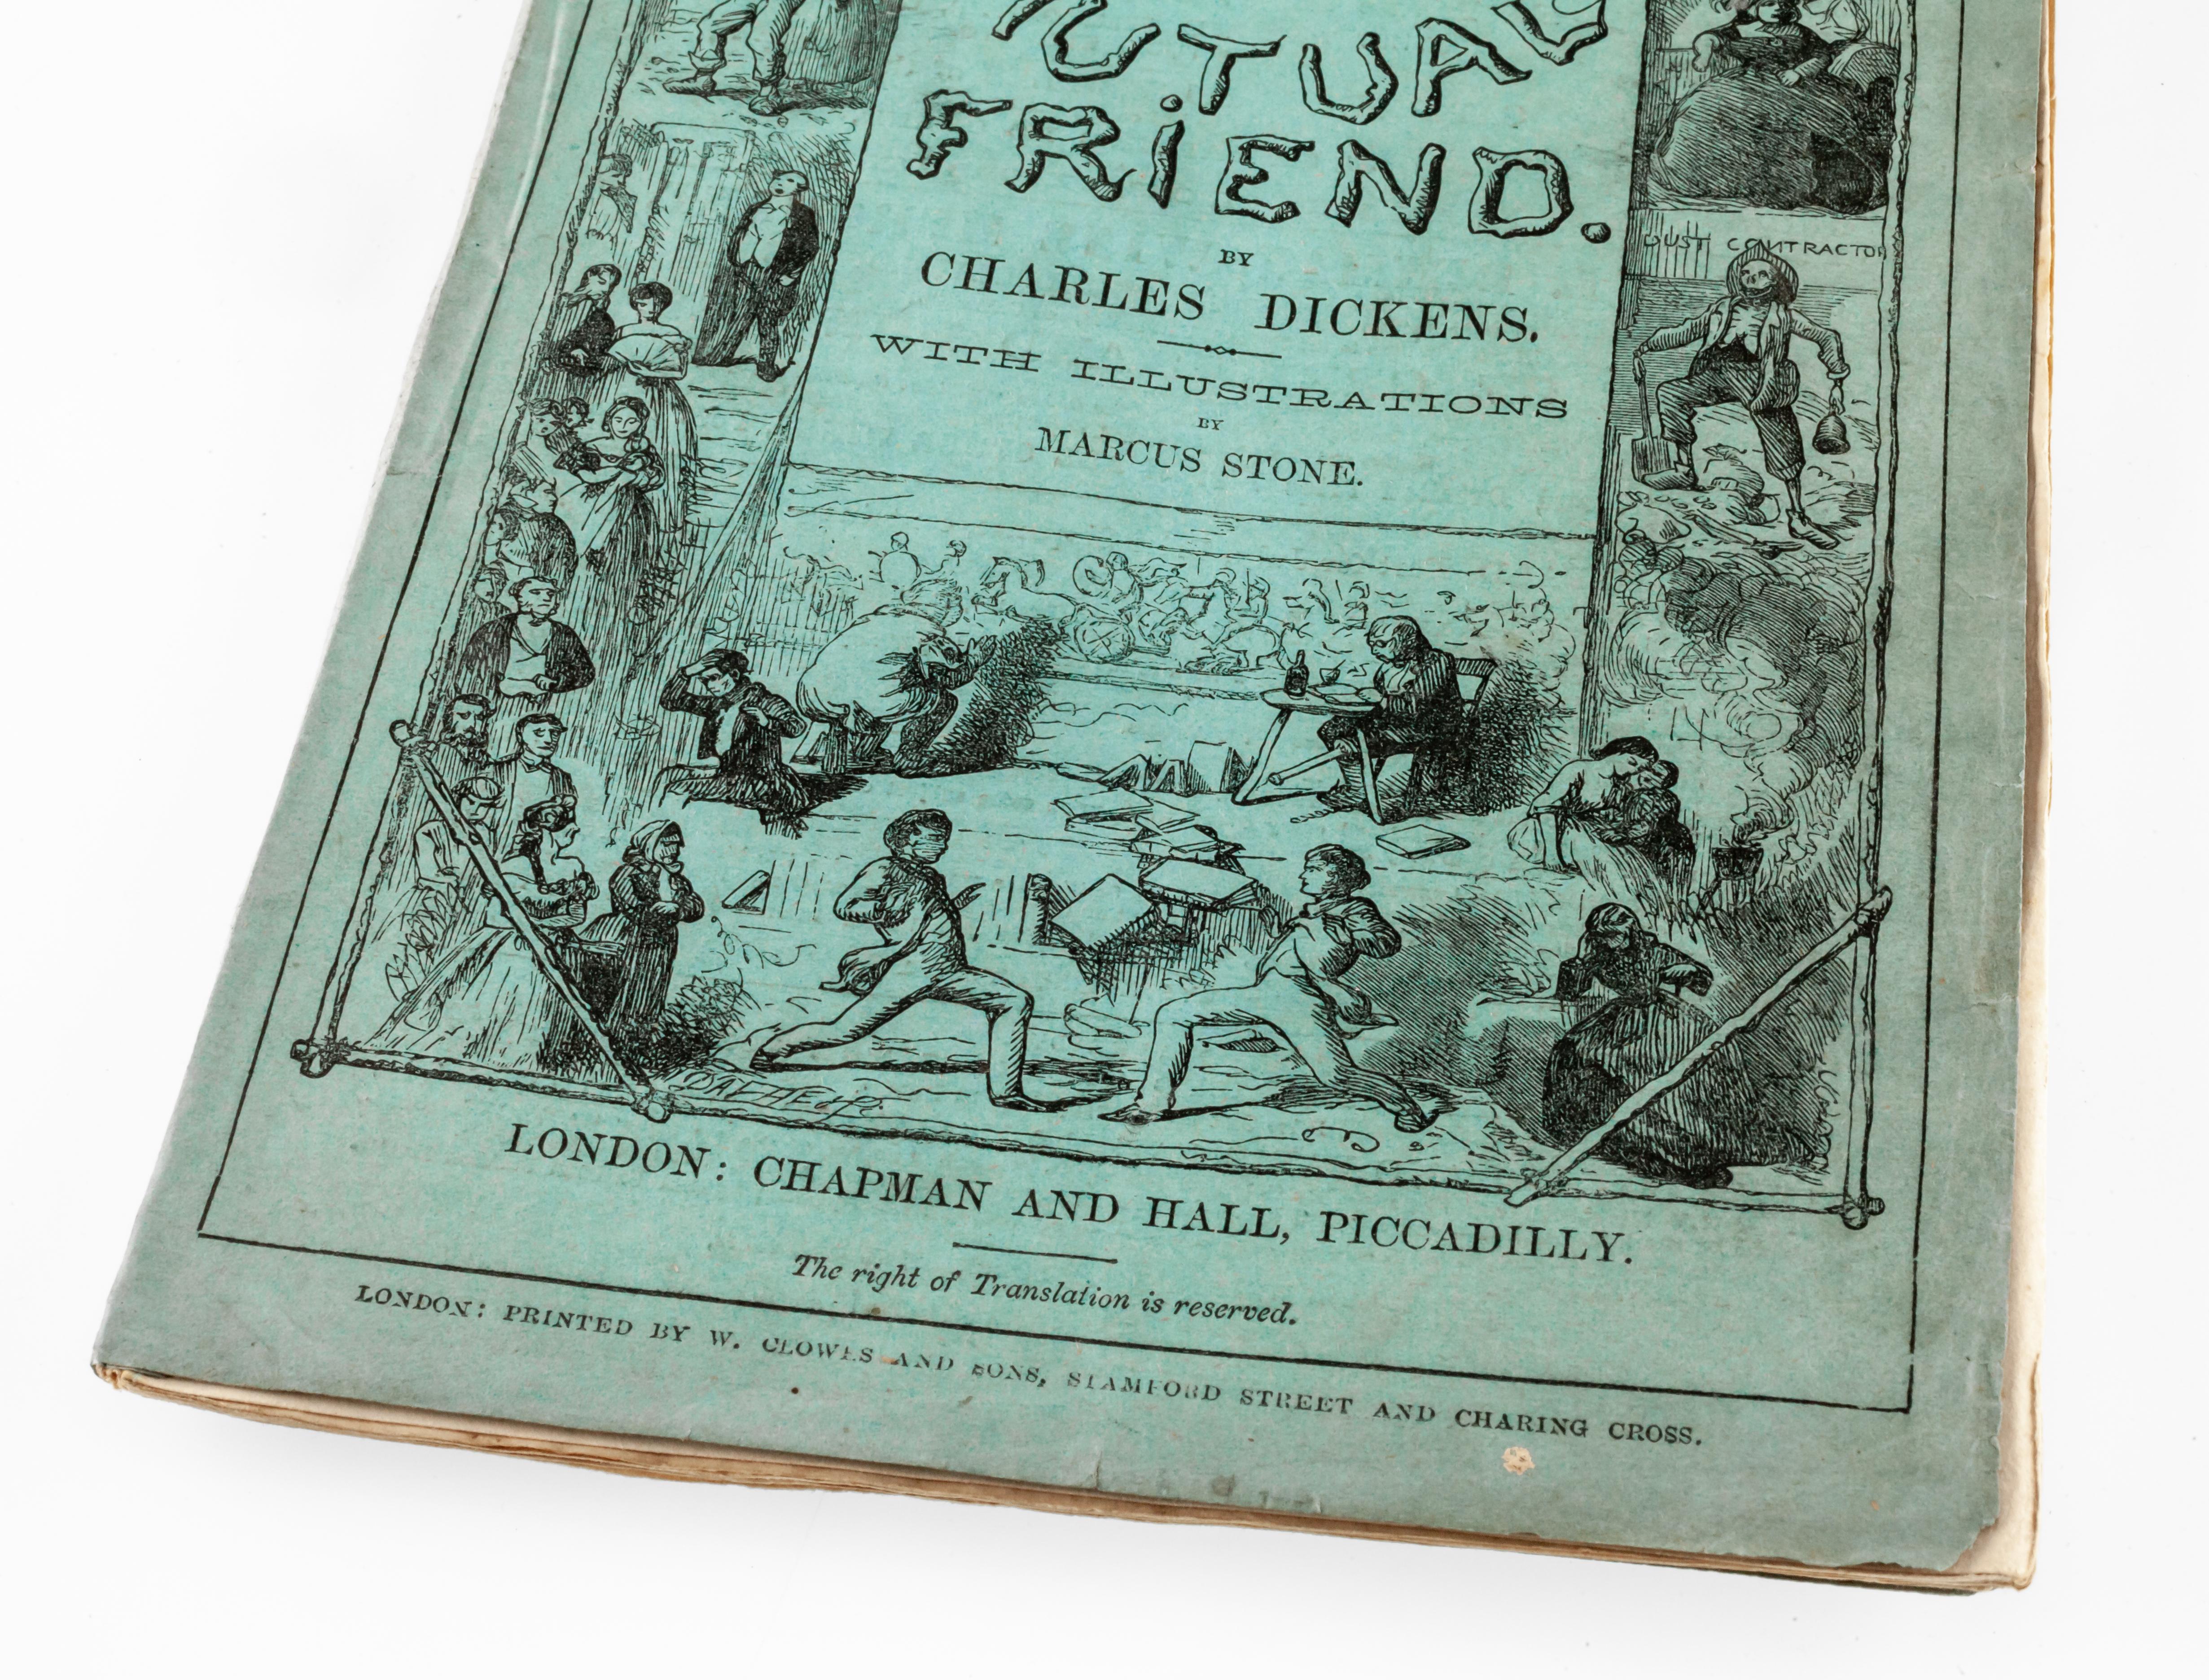 MUTUAL
FRIEND.
BY
CHARLES DICKENS.
WITH ILLUSTRATIONS
BY
MARCUS STONE.
DUST CONTRACTOR
LONDON: CHAPMAN AND HALL, PICCADILLY.
The right of Translation is reserved.
LONDON: PRINTED BY W. CLOWES AND SONS, STAMFORD STREET AND CHARING CROSS.